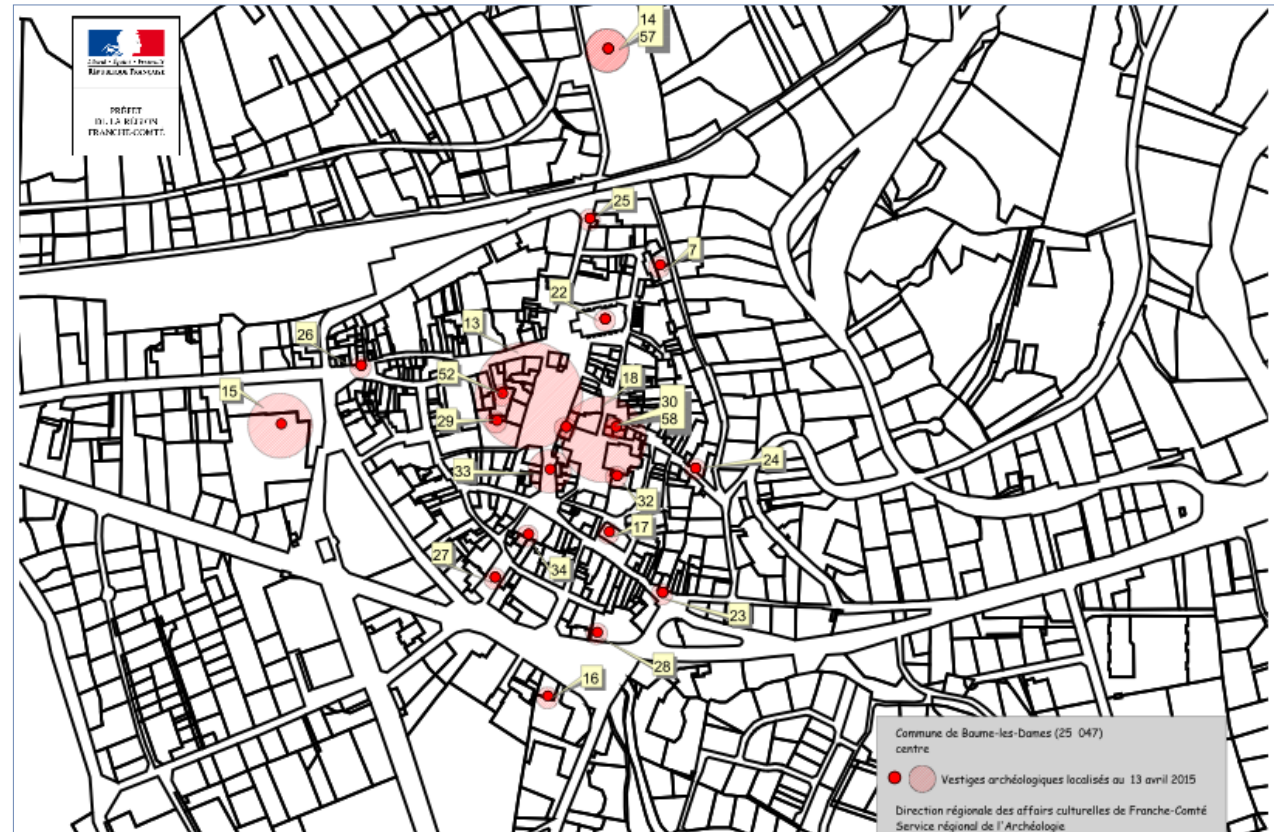 Liberté • Égalité • Fraternité
RÉPUBLIQUE FRANÇAISE
PRÉFET
DE LA RÉGION
FRANCHE-COMTÉ
14
57
25
7
22
13
26
52
18
15
30
58
29
33
24
32
17
27
34
23
28
16
Commune de Baume-les-Dames (25 047)
centre
Vestiges archéologiques localisés au 13 avril 2015
Direction régionale des affaires culturelles de Franche-Comté
Service régional de l'Archéologie